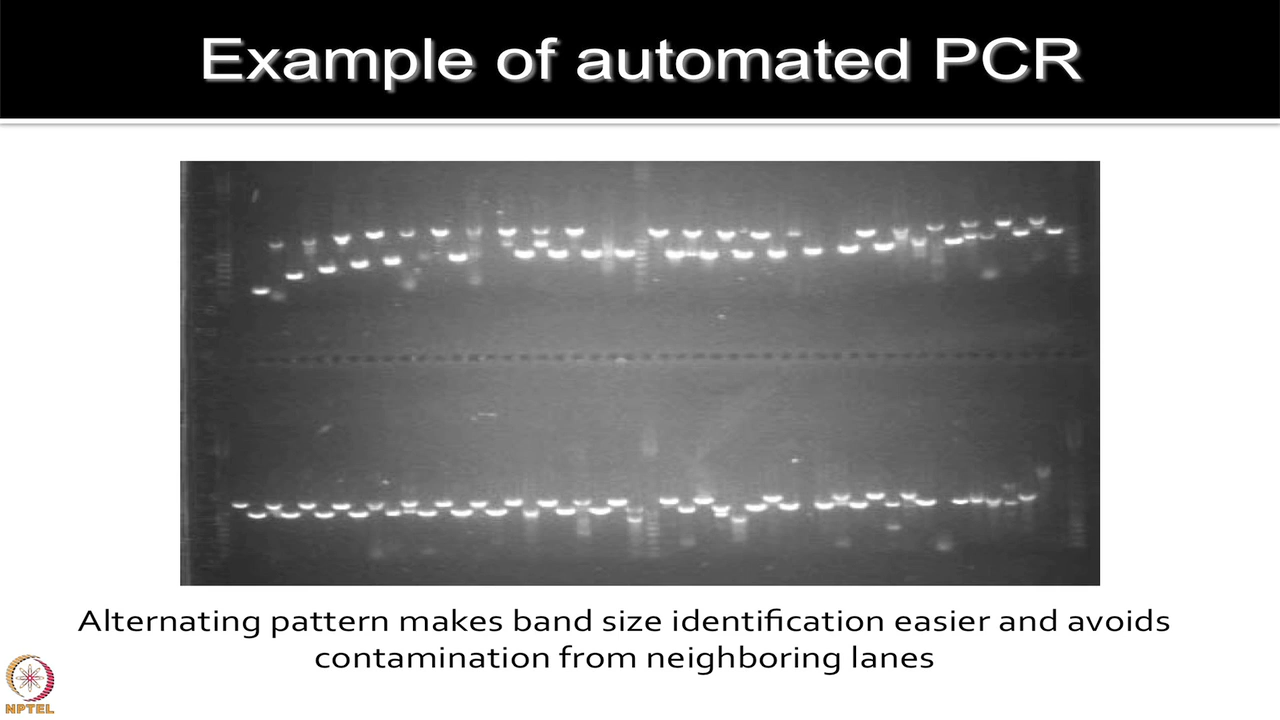 Example of automated PCR
Alternating pattern makes band size identification easier and avoids
contamination from neighboring lanes
NPTEL